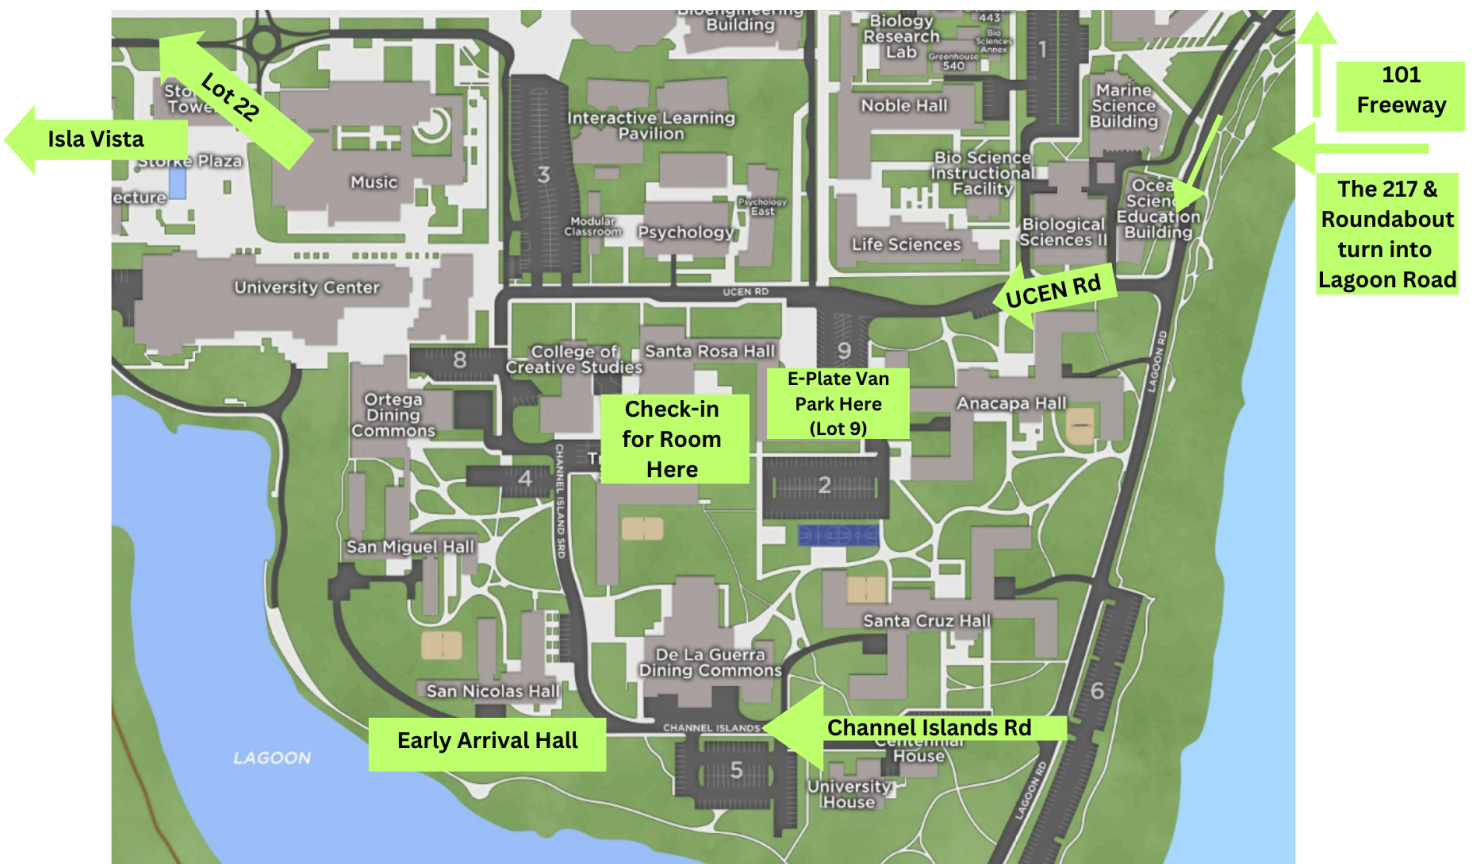 Bioengineering
Building
Biology
Research
Lab
443
Bio
Sciences
Annex
Greenhouse
540
1
101
Freeway
Lot 22
Isla Vista
Storke Plaza
ecture
Music
3
Interactive Learning
Pavilion
Modular
Classroom
Psychology
Psychology
East
Noble Hall
Marine
Science
Building
Bio Science
Instructional
Facility
Life Sciences
Biological
Sciences II
Education
Building
The 217 &
Roundabout
turn into
Lagoon Road
University Center
UCEN RD
UCEN Rd
LAGOON RD
8
College of
Creative Studies
Santa Rosa Hall
9
E-Plate Van
Park Here
(Lot 9)
Anacapa Hall
Ortega
Dining
Commons
Check-in
for Room
Here
Tr
4
CHANNEL ISLANDS RD
2
San Miguel Hall
Santa Cruz Hall
De La Guerra
Dining Commons
San Nicolas Hall
6
Early Arrival Hall
CHANNEL ISLANDS
Channel Islands Rd
Centennial
House
LAGOON
5
University
House
LAGOON RD